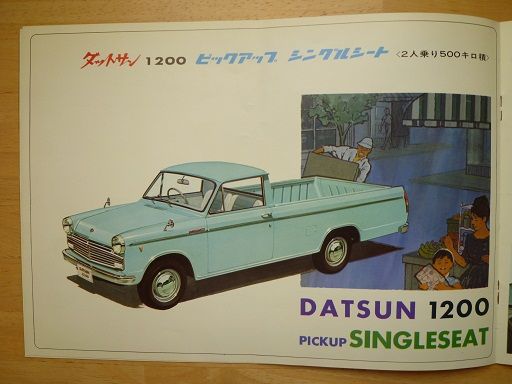 ダットサン 1200 ピックアップ シングルシート <2人乗り500キロ積>
DATSUN 1200
PICKUP SINGLESEAT